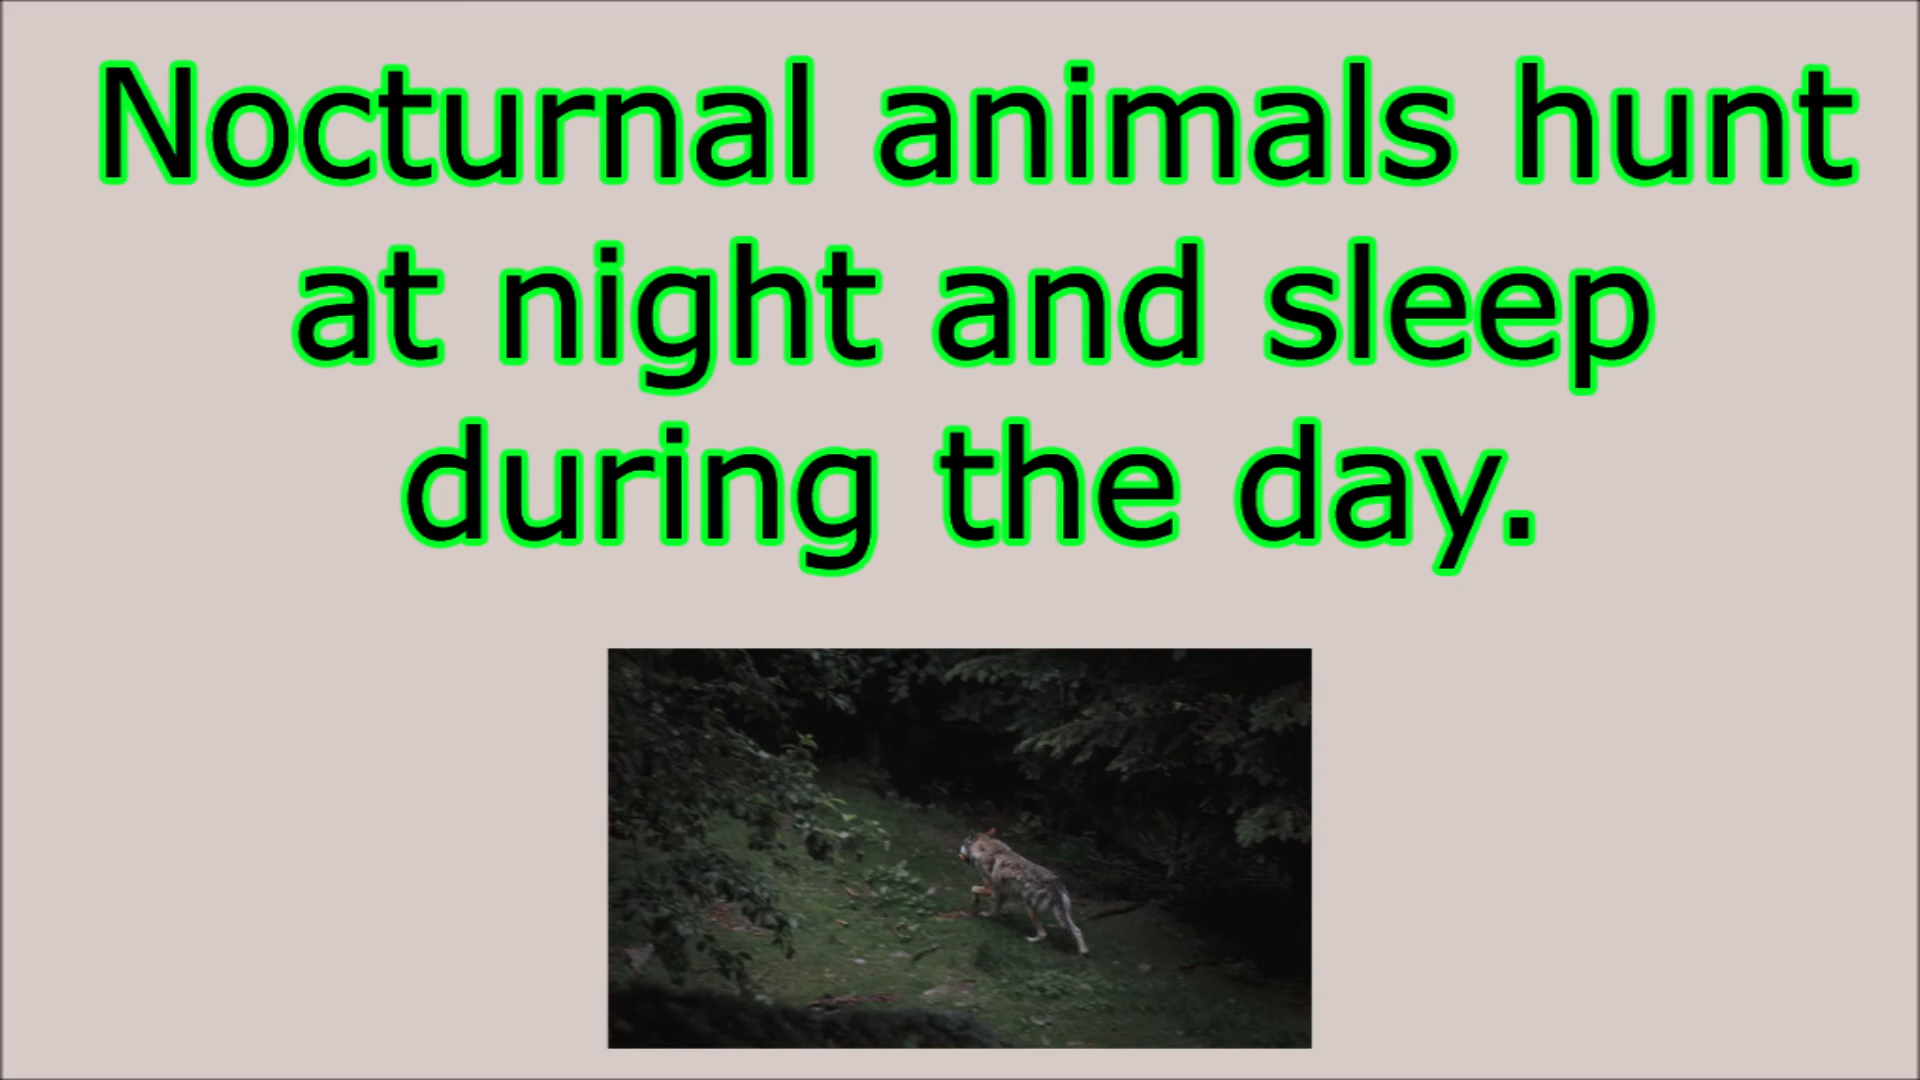 Nocturnal animals hunt
at night and sleep
during the day.